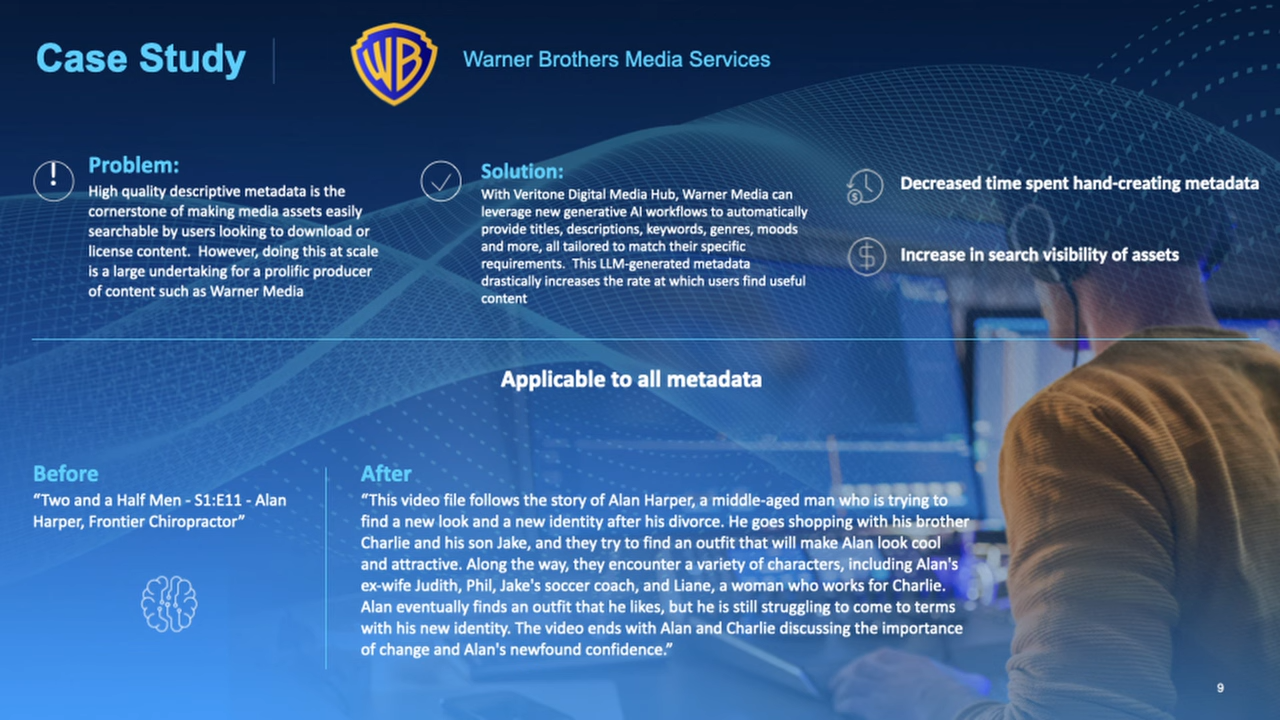 Case Study
WB
Warner Brothers Media Services
Problem:
High quality descriptive metadata is the
cornerstone of making media assets easily
searchable by users looking to download or
license content.  However, doing this at scale
is a large undertaking for a prolific producer
of content such as Warner Media
Solution:
With Veritone Digital Media Hub, Warner Media can
leverage new generative AI workflows to automatically
provide titles, descriptions, keywords, genres, moods
and more, all tailored to match their specific
requirements.  This LLM-generated metadata
drastically increases the rate at which users find useful
content
Decreased time spent hand-creating metadata
Increase in search visibility of assets
Applicable to all metadata
Before
“Two and a Half Men - S1:E11 - Alan
Harper, Frontier Chiropractor”
After
“This video file follows the story of Alan Harper, a middle-aged man who is trying to
find a new look and a new identity after his divorce. He goes shopping with his brother
Charlie and his son Jake, and they try to find an outfit that will make Alan look cool
and attractive. Along the way, they encounter a variety of characters, including Alan's
ex-wife Judith, Phil, Jake's soccer coach, and Liane, a woman who works for Charlie.
Alan eventually finds an outfit that he likes, but he is still struggling to come to terms
with his new identity. The video ends with Alan and Charlie discussing the importance
of change and Alan's newfound confidence.”
9